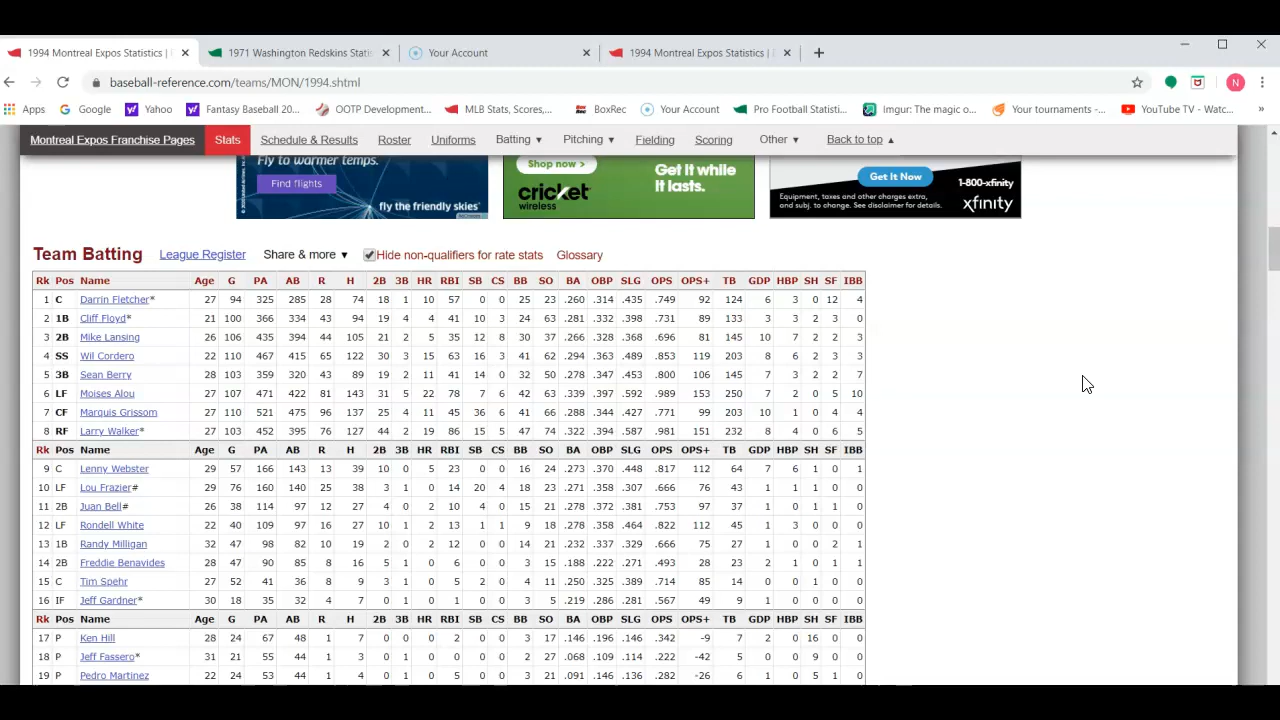 1994 Montreal Expos Statistics | 1971 Washington Redskins Stati Your Account 1994 Montreal Expos Statistics |
baseball-reference.com/teams/MON/1994.shtml
Apps Google Yahoo Fantasy Baseball 20... OOTP Development... MLB Stats, Scores,... BoxRec Your Account Pro Football Statisti... Imgur: The magic o... Your tournaments -... YouTube TV - Watc... »
Montreal Expos Franchise Pages Stats Schedule & Results Roster Uniforms Batting ▼ Pitching ▼ Fielding Scoring Other ▼ Back to top ▲
Fly to warmer temps.
Find flights
fly the friendly skies
Shop now >
cricket wireless
Get it while
it lasts.
Get It Now
1-800-xfinity
Equipment, taxes and other charges extra,
and subj. to change. See disclaimer for details.
xfinity
Team Batting League Register Share & more ▼ Hide non-qualifiers for rate stats Glossary
Rk Pos Name Age G PA AB R H 2B 3B HR RBI SB CS BB SO BA OBP SLG OPS OPS+ TB GDP HBP SH SF IBB
1 C Darrin Fletcher* 27 94 325 285 28 74 18 1 10 57 0 0 25 23 .260 .314 .435 .749 92 124 6 3 0 12 4
2 1B Cliff Floyd* 21 100 366 334 43 94 19 4 4 41 10 3 24 63 .281 .332 .398 .731 89 133 3 3 2 3 0
3 2B Mike Lansing 26 106 435 394 44 105 21 2 5 35 12 8 30 37 .266 .328 .368 .696 81 145 10 7 2 2 3
4 SS Wil Cordero 22 110 467 415 65 122 30 3 15 63 16 3 41 62 .294 .363 .489 .853 119 203 8 6 2 3 3
5 3B Sean Berry 28 103 359 320 43 89 19 2 11 41 14 0 32 50 .278 .347 .453 .800 106 145 7 3 2 2 7
6 LF Moises Alou 27 107 471 422 81 143 31 5 22 78 7 6 42 63 .339 .397 .592 .989 153 250 7 2 0 5 10
7 CF Marquis Grissom 27 110 521 475 96 137 25 4 11 45 36 6 41 66 .288 .344 .427 .771 99 203 10 1 0 4 4
8 RF Larry Walker* 27 103 452 395 76 127 44 2 19 86 15 5 47 74 .322 .394 .587 .981 151 232 8 4 0 6 5
Rk Pos Name Age G PA AB R H 2B 3B HR RBI SB CS BB SO BA OBP SLG OPS OPS+ TB GDP HBP SH SF IBB
9 C Lenny Webster 29 57 166 143 13 39 10 0 5 23 0 0 16 24 .273 .370 .448 .817 112 64 7 6 1 0 1
10 LF Lou Frazier# 29 76 160 140 25 38 3 1 0 14 20 4 18 23 .271 .358 .307 .666 76 43 1 1 1 0 0
11 2B Juan Bell# 26 38 114 97 12 27 4 0 2 10 4 0 15 21 .278 .372 .381 .753 97 37 1 0 1 1 0
12 LF Rondell White 22 40 109 97 16 27 10 1 2 13 1 1 9 18 .278 .358 .464 .822 112 45 1 3 0 0 0
13 1B Randy Milligan 32 47 98 82 10 19 2 0 2 12 0 0 14 21 .232 .337 .329 .666 75 27 1 0 0 2 1
14 2B Freddie Benavides 28 47 90 85 8 16 5 1 0 6 0 0 3 15 .188 .222 .271 .493 28 23 2 1 0 1 1
15 C Tim Spehr 27 52 41 36 8 9 3 1 0 5 2 0 4 11 .250 .325 .389 .714 85 14 0 0 1 0 0
16 IF Jeff Gardner* 30 18 35 32 4 7 0 1 0 1 0 0 3 5 .219 .286 .281 .567 49 9 1 0 0 0 0
Rk Pos Name Age G PA AB R H 2B 3B HR RBI SB CS BB SO BA OBP SLG OPS OPS+ TB GDP HBP SH SF IBB
17 P Ken Hill 28 24 67 48 1 7 0 0 0 2 0 0 3 17 .146 .196 .146 .342 -9 7 2 0 16 0 0
18 P Jeff Fassero* 31 21 55 44 1 3 0 1 0 0 0 0 2 27 .068 .109 .114 .222 -42 5 0 0 9 0 0
19 P Pedro Martinez 22 24 53 44 1 4 0 1 0 5 0 0 3 21 .091 .146 .136 .282 -26 6 1 0 5 1 0